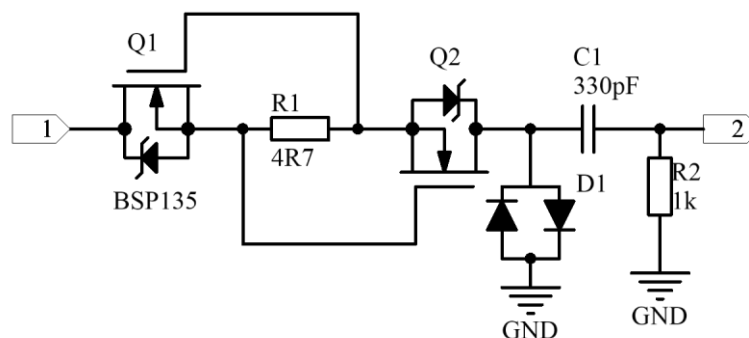 Q1
Q2
C1
330pF
1
R1
4R7
2
BSP135
D1
R2
1k
GND
GND